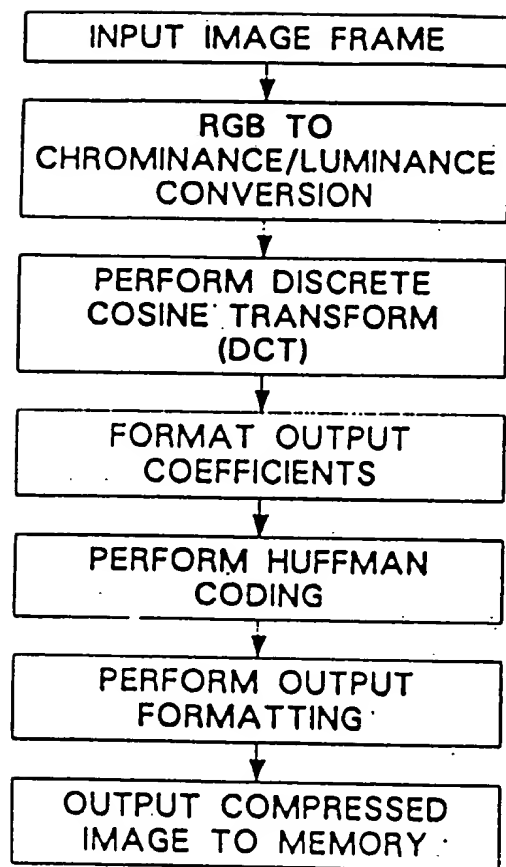 INPUT IMAGE FRAME
RGB TO
CHROMINANCE/LUMINANCE
CONVERSION
PERFORM DISCRETE
COSINE TRANSFORM
(DCT)
FORMAT OUTPUT
COEFFICIENTS
PERFORM HUFFMAN
CODING
PERFORM OUTPUT
FORMATTING
OUTPUT COMPRESSED
IMAGE TO MEMORY